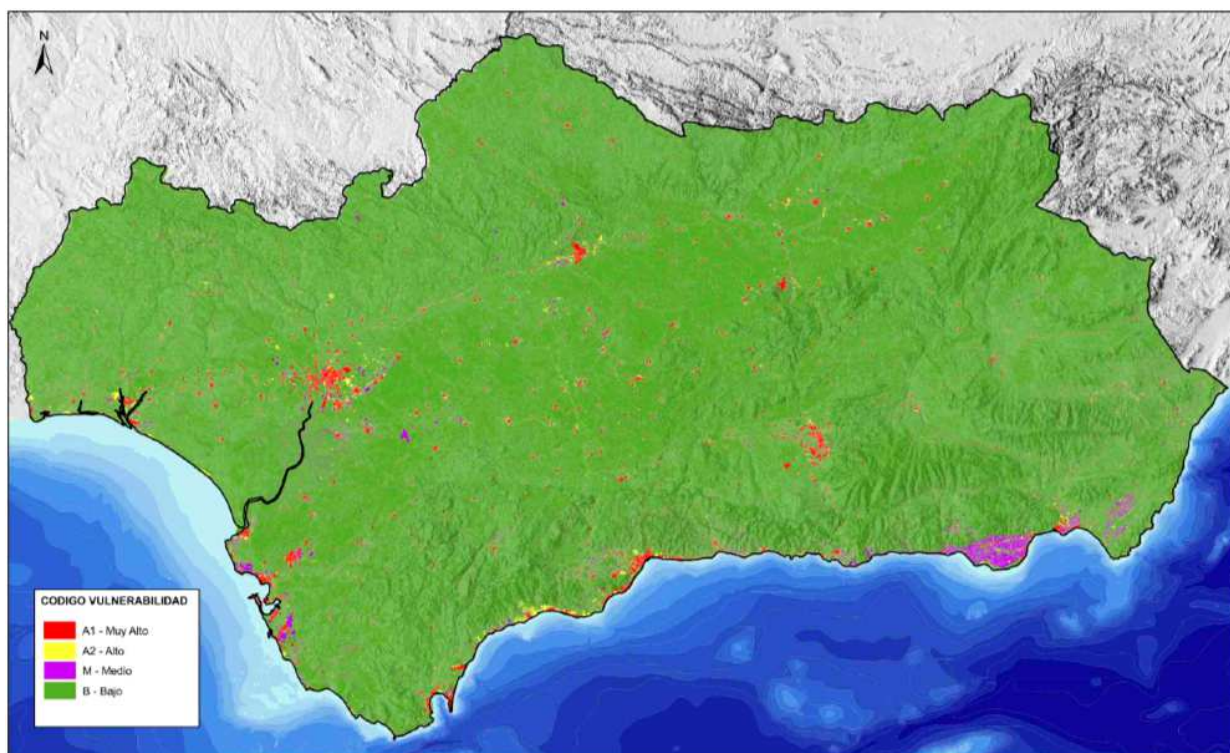 N
CODIGO VULNERABILIDAD
A1 - Muy Alto
A2 - Alto
M - Medio
B - Bajo